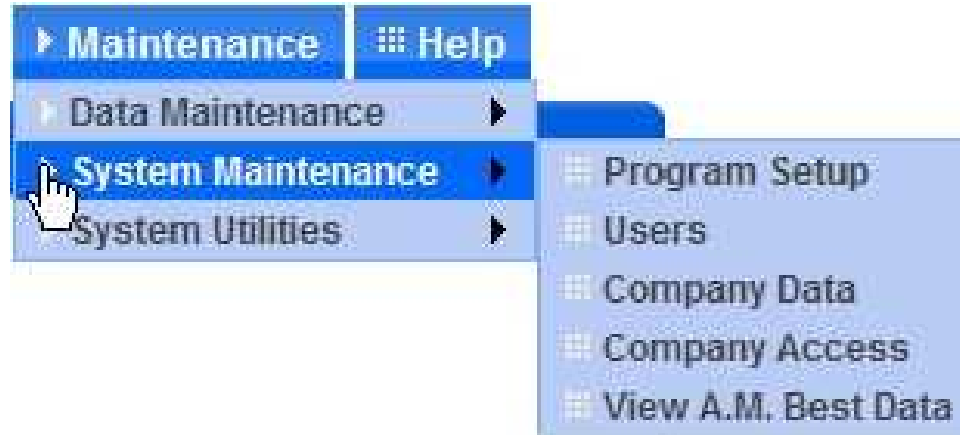 Maintenance Help
Data Maintenance
System Maintenance
System Utilities
Program Setup
Users
Company Data
Company Access
View A.M. Best Data